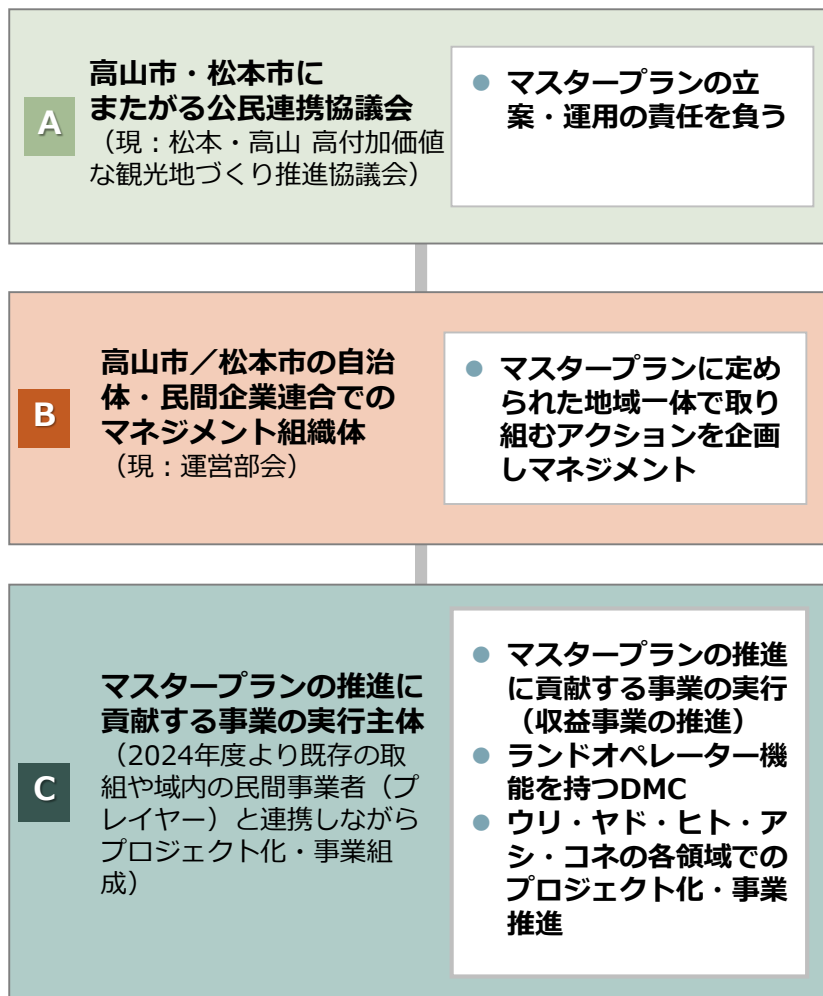 A
高山市・松本市に
またがる公民連携協議会
（現：松本・高山 高付加価値
な観光地づくり推進協議会）
● マスタープランの立
案・運用の責任を負う
B
高山市／松本市の自治
体・民間企業連合での
マネジメント組織体
（現：運営部会）
● マスタープランに定め
られた地域一体で取り
組むアクションを企画
しマネジメント
C
マスタープランの推進に
貢献する事業の実行主体
（2024年度より既存の取
組や域内の民間事業者（プ
レイヤー）と連携しながら
プロジェクト化・事業組
成）
● マスタープランの推進
に貢献する事業の実行
（収益事業の推進）
● ランドオペレーター機
能を持つDMC
● ウリ・ヤド・ヒト・ア
シ・コネの各領域での
プロジェクト化・事業
推進